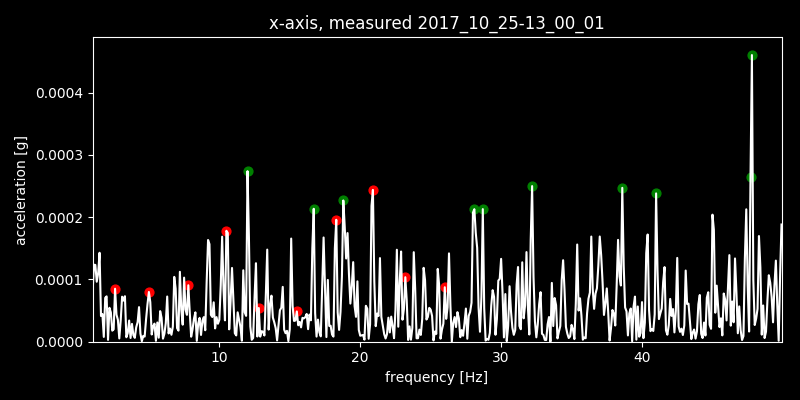 x-axis, measured 2017_10_25-13_00_01
acceleration [g]
0.0004
0.0003
0.0002
0.0001
0.0000
10 20 30 40
frequency [Hz]